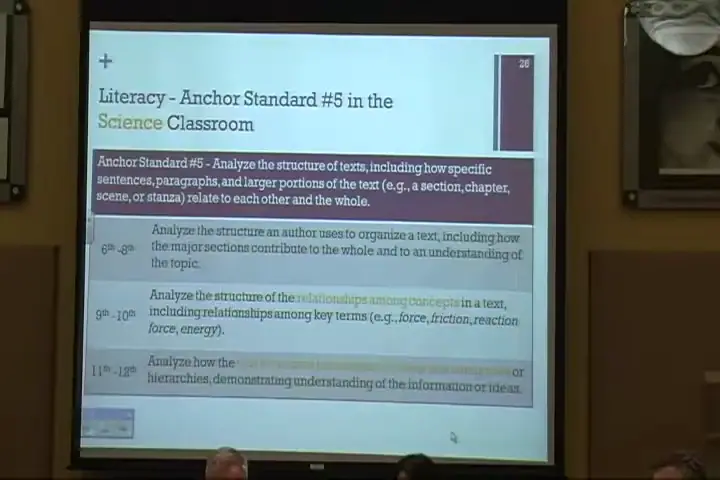 +
26
Literacy - Anchor Standard #5 in the
Science Classroom
Anchor Standard #5 - Analyze the structure of texts, including how specific
sentences, paragraphs, and larger portions of the text (e.g., a section, chapter,
scene, or stanza) relate to each other and the whole.
6th -8th
Analyze the structure an author uses to organize a text, including how
the major sections contribute to the whole and to an understanding of
the topic.
9th -10th
Analyze the structure of the relationships among concepts in a text,
including relationships among key terms (e.g., force, friction, reaction
force, energy).
11th -12th
Analyze how the or
hierarchies, demonstrating understanding of the information or ideas.